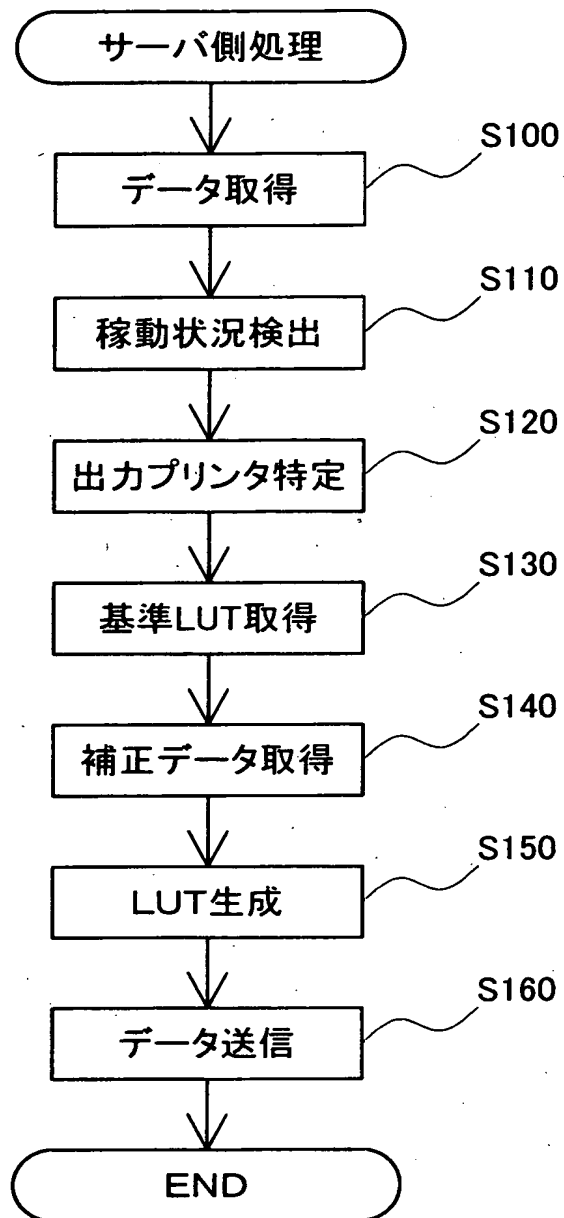 サーバ側処理
S100
データ取得
S110
稼動状況検出
S120
出力プリンタ特定
S130
基準LUT取得
S140
補正データ取得
S150
LUT生成
S160
データ送信
END